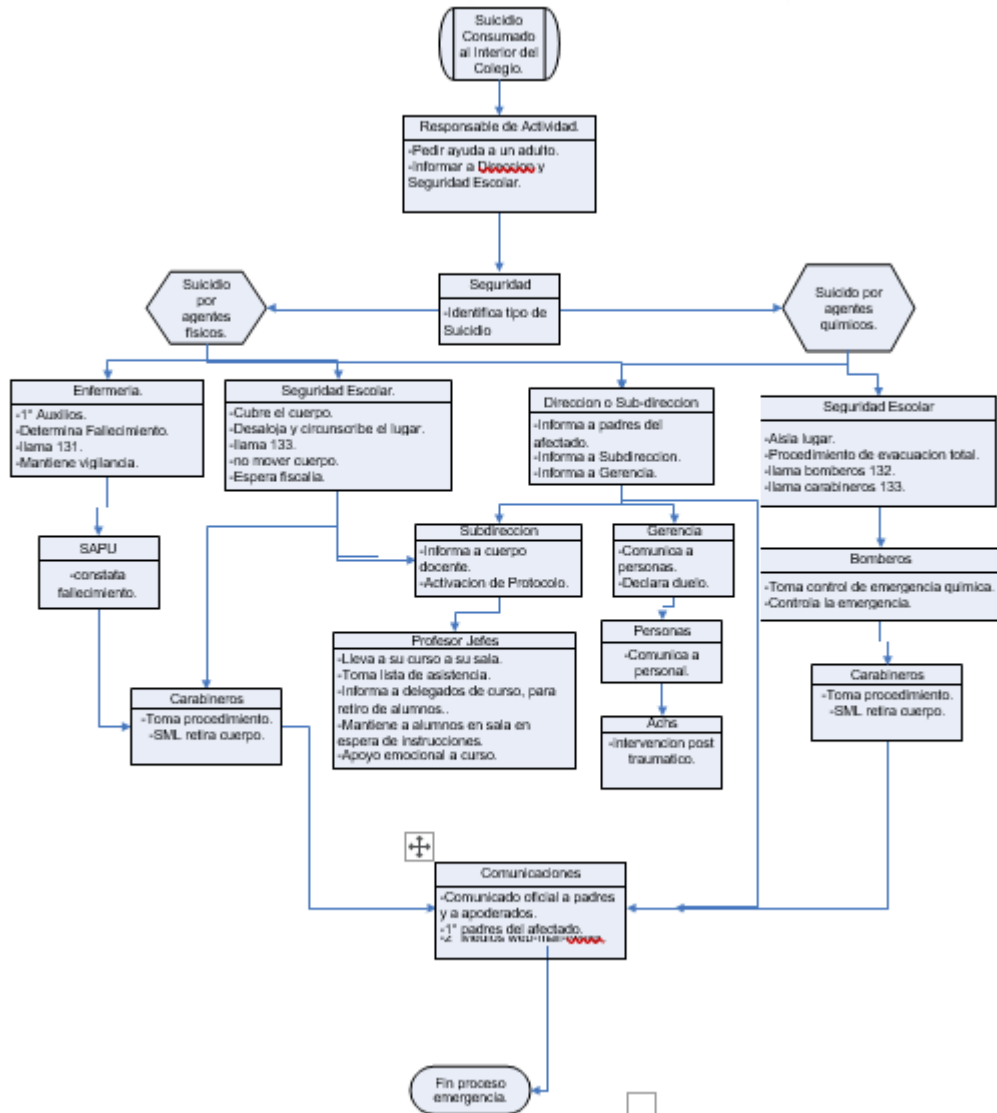 Suicidio
Consumado
al Interior del
Colegio.
Responsable de Actividad.
-Pedir ayuda a un adulto.
-Informar a Direccion y
Seguridad Escolar.
Seguridad
-Identifica tipo de
Suicidio
Suicidio
por
agentes
fisicos.
Suicido por
agentes
quimicos.
Enfermeria.
-1° Auxilios.
-Determina Fallecimiento.
-llama 131.
-Mantiene vigilancia.
Seguridad Escolar.
-Cubre el cuerpo.
-Desaloja y circunscribe el lugar.
-llama 133.
-no mover cuerpo.
-Espera fiscalia.
Direccion o Sub-direccion
-Informa a padres del
afectado.
-Informa a Subdireccion.
-Informa a Gerencia.
Seguridad Escolar
-Aisla lugar.
-Procedimiento de evacuacion total.
-llama bomberos 132.
-llama carabineros 133.
SAPU
-constata
fallecimiento.
Subdireccion
-Informa a cuerpo
docente.
-Activacion de Protocolo.
Gerencia
-Comunica a
personas.
-Declara duelo.
Bomberos
-Toma control de emergencia quimica.
-Controla la emergencia.
Profesor Jefes
-Lleva a su curso a su sala.
-Toma lista de asistencia.
-Informa a delegados de curso, para
retiro de alumnos..
-Mantiene a alumnos en sala en
espera de instrucciones.
-Apoyo emocional a curso.
Personas
-Comunica a
personal.
Carabineros
-Toma procedimiento.
-SML retira cuerpo.
Carabineros
-Toma procedimiento.
-SML retira cuerpo.
Achs
-Intervencion post
traumatico.
Comunicaciones
-Comunicado oficial a padres
y a apoderados.
-1° padres del afectado.
-2° Medios web-mail-
Fin proceso
emergencia.